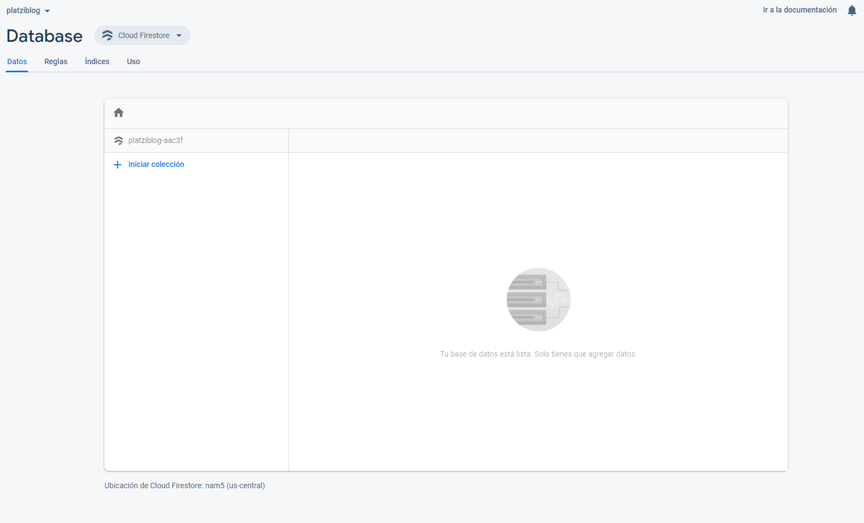 platziblog
Ir a la documentación
Database
Cloud Firestore
Datos
Reglas
Índices
Uso
platziblog-aac3f
Iniciar colección
Tu base de datos está lista. Solo tienes que agregar datos.
Ubicación de Cloud Firestore: nam5 (us-central)